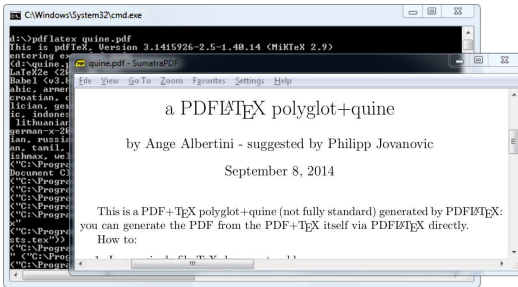 C:\Windows\System32\cmd.exe
d:\>pdflatex quine.pdf
This is pdfTeX, Version 3.1415926-2.5-1.40.14 (MiKTeX 2.9)
entering ex
(d:\quine.p
LaTeX2e <20
Babel <v3.8
abic, armen
croatian, c
lician, ger
ic, indones
lithuanian
german-x-20
ian, russia
an, tamil,
ishmax, uel
("C:\Progra
Document Cl
("C:\Progra
("C:\Progra
("C:\Progra
("C:\Progra
("C:\Progra
x"
("C:\Progra
sts.tex"))
("C:\Progra
" ("C:\Prog
("C:\Progra
quine.pdf - SumatraPDF
File View Go To Zoom Favorites Settings Help
a PDFLATEX polyglot+quine
by Ange Albertini - suggested by Philipp Jovanovic
September 8, 2014
This is a PDF+TEX polyglot+quine (not fully standard) generated by PDFLATEX:
you can generate the PDF from the PDF+TEX itself via PDFLATEX directly.
How to: